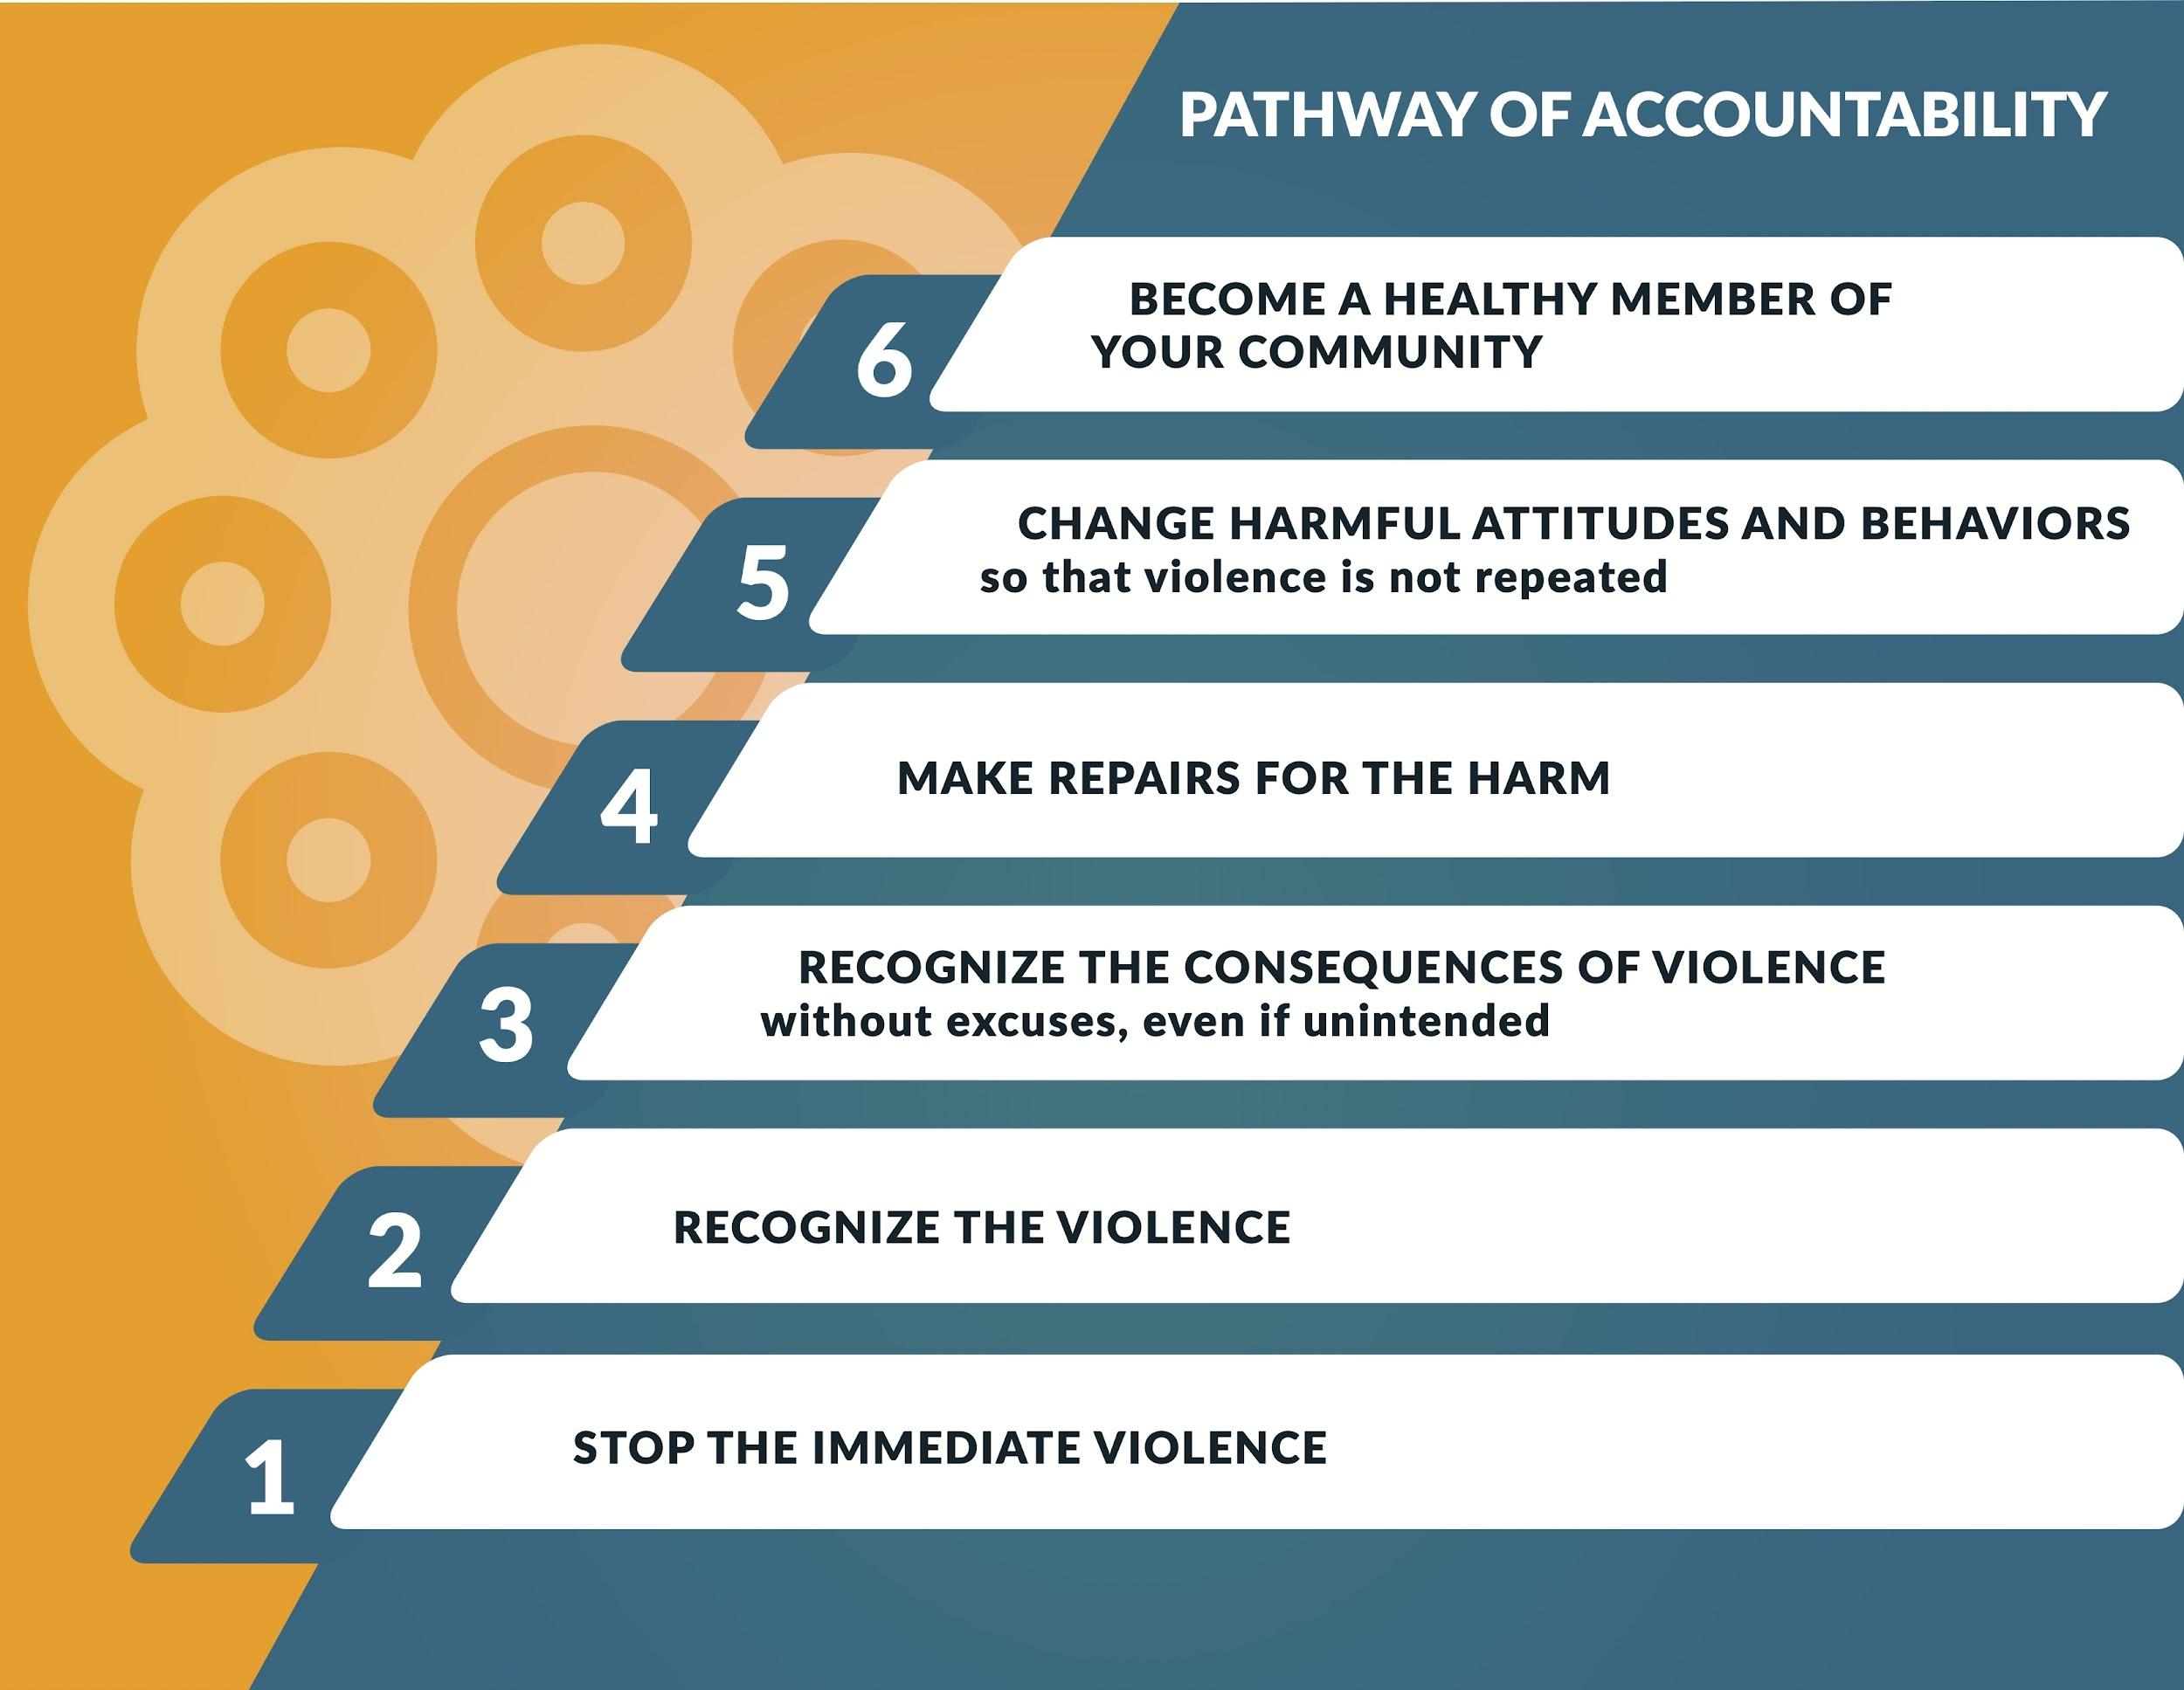 PATHWAY OF ACCOUNTABILITY
6
BECOME A HEALTHY MEMBER OF
YOUR COMMUNITY
5
CHANGE HARMFUL ATTITUDES AND BEHAVIORS
so that violence is not repeated
4
MAKE REPAIRS FOR THE HARM
3
RECOGNIZE THE CONSEQUENCES OF VIOLENCE
without excuses, even if unintended
2
RECOGNIZE THE VIOLENCE
1
STOP THE IMMEDIATE VIOLENCE